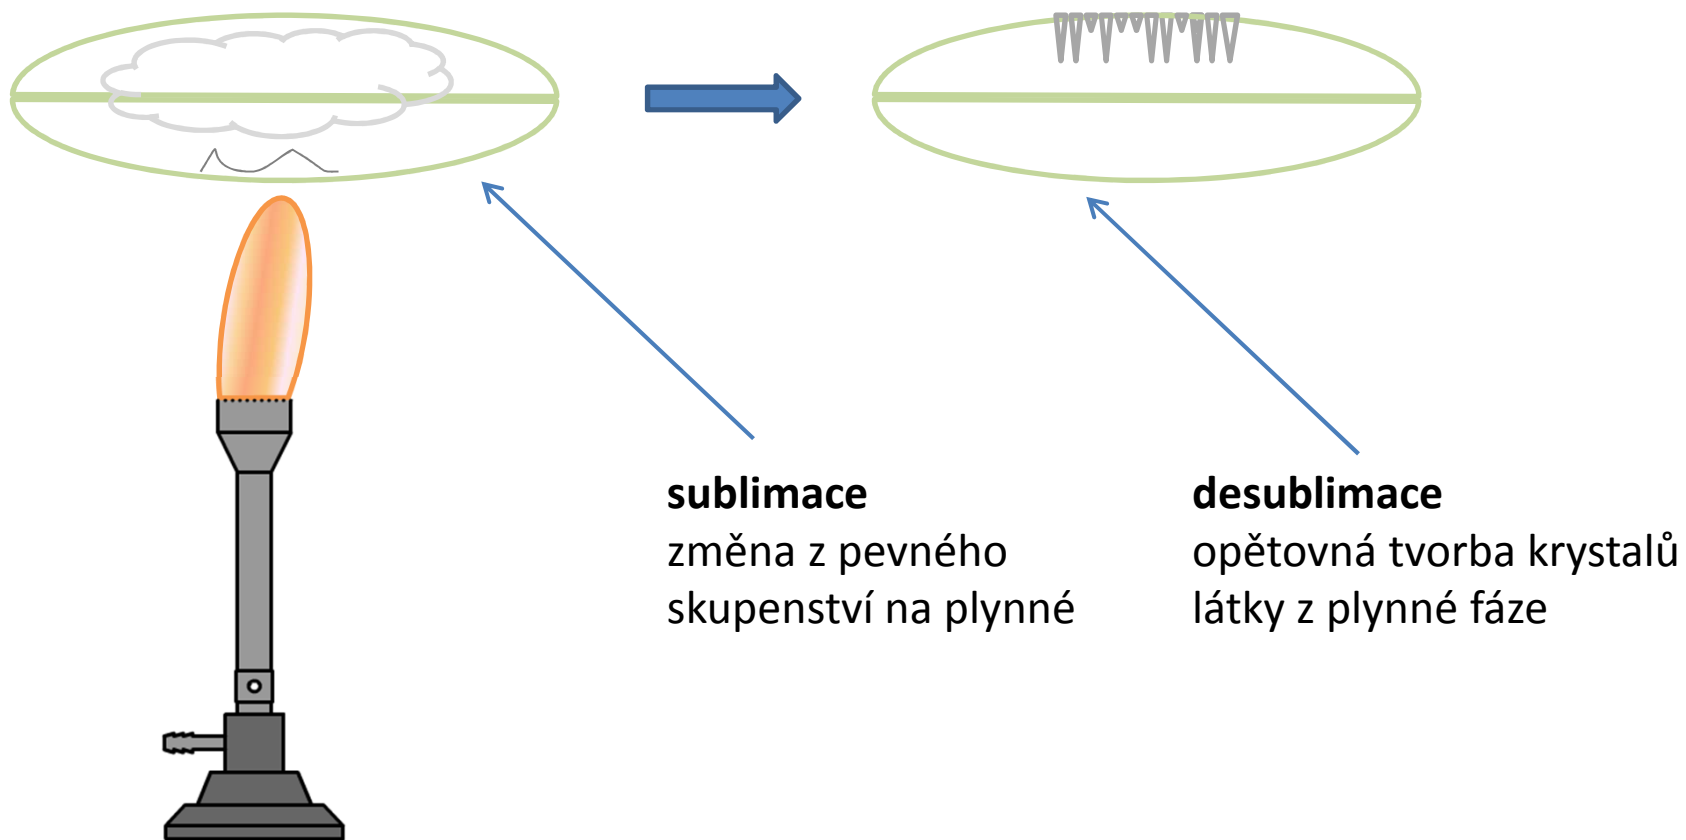 sublimace
změna z pevného
skupenství na plynné
desublimace
opětovná tvorba krystalů
látky z plynné fáze